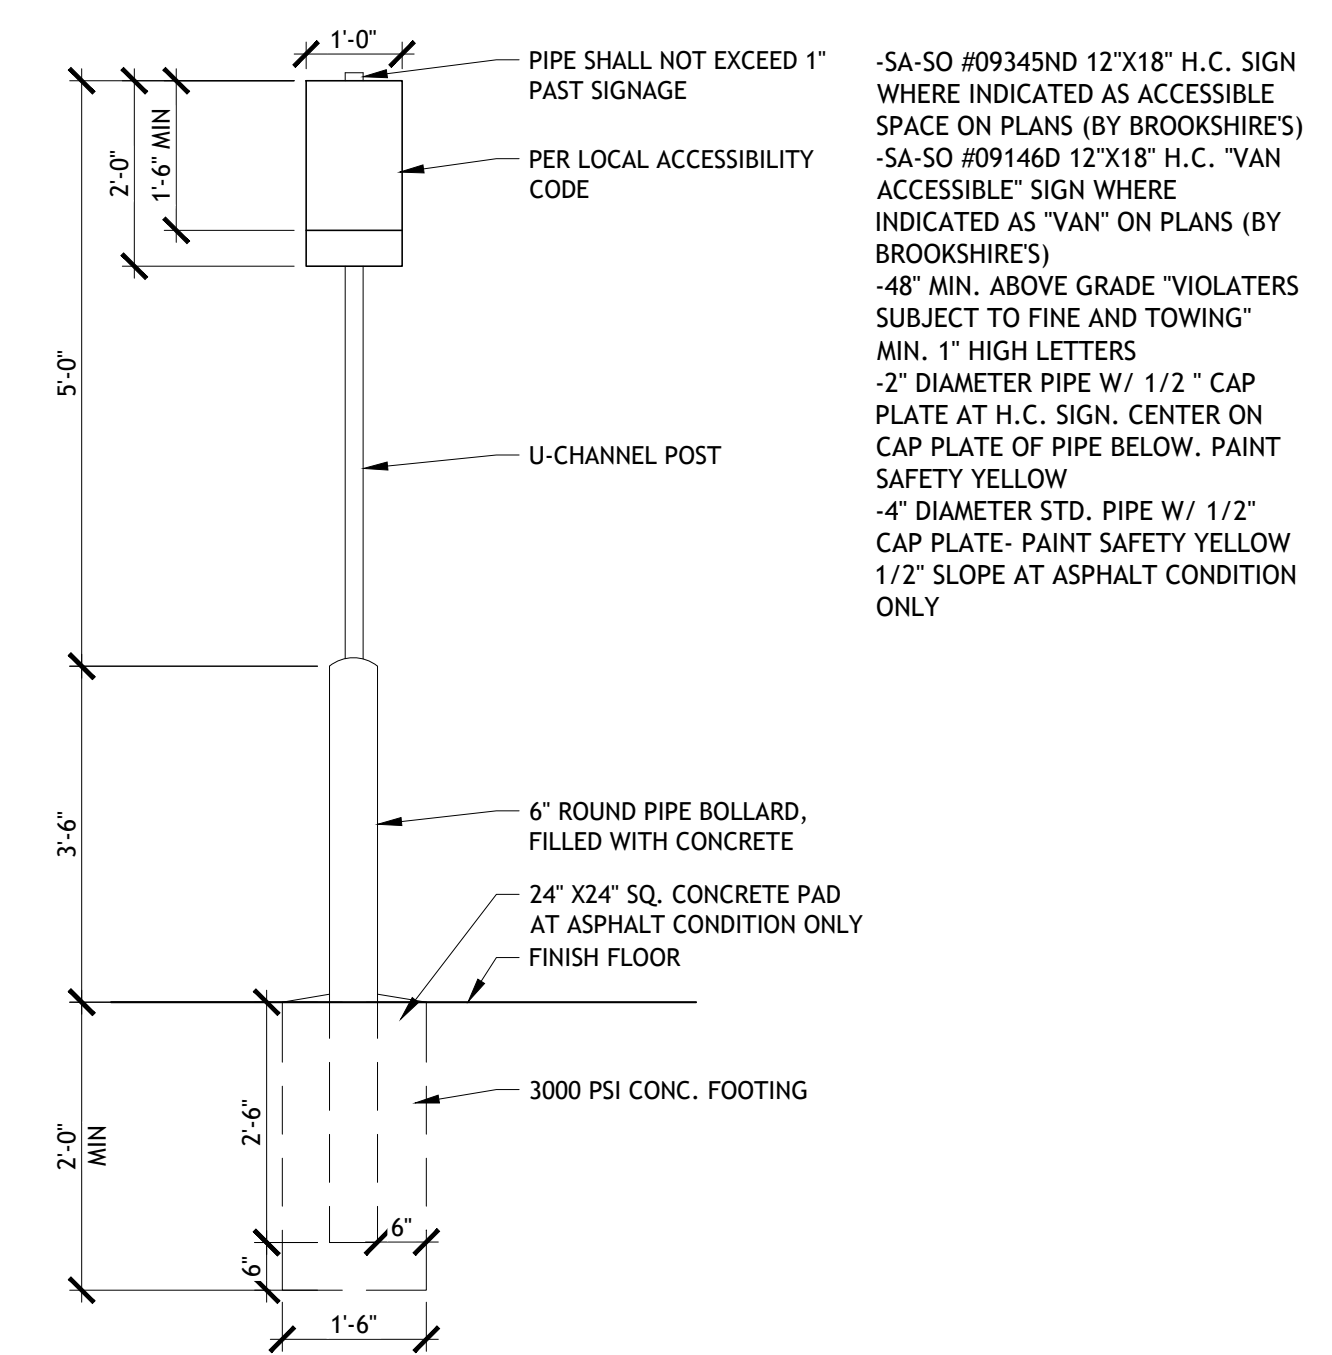 1'-0"
PIPE SHALL NOT EXCEED 1"
PAST SIGNAGE
PER LOCAL ACCESSIBILITY
CODE
2'-0"
1'-6" MIN
5'-0"
U-CHANNEL POST
3'-6"
6" ROUND PIPE BOLLARD,
FILLED WITH CONCRETE
24" X24" SQ. CONCRETE PAD
AT ASPHALT CONDITION ONLY
FINISH FLOOR
3000 PSI CONC. FOOTING
2'-0"
MIN
2'-6"
6"
6"
1'-6"
-SA-SO #09345ND 12"X18" H.C. SIGN
WHERE INDICATED AS ACCESSIBLE
SPACE ON PLANS (BY BROOKSHIRE'S)
-SA-SO #09146D 12"X18" H.C. "VAN
ACCESSIBLE" SIGN WHERE
INDICATED AS "VAN" ON PLANS (BY
BROOKSHIRE'S)
-48" MIN. ABOVE GRADE "VIOLATERS
SUBJECT TO FINE AND TOWING"
MIN. 1" HIGH LETTERS
-2" DIAMETER PIPE W/ 1/2 " CAP
PLATE AT H.C. SIGN. CENTER ON
CAP PLATE OF PIPE BELOW. PAINT
SAFETY YELLOW
-4" DIAMETER STD. PIPE W/ 1/2"
CAP PLATE- PAINT SAFETY YELLOW
1/2" SLOPE AT ASPHALT CONDITION
ONLY